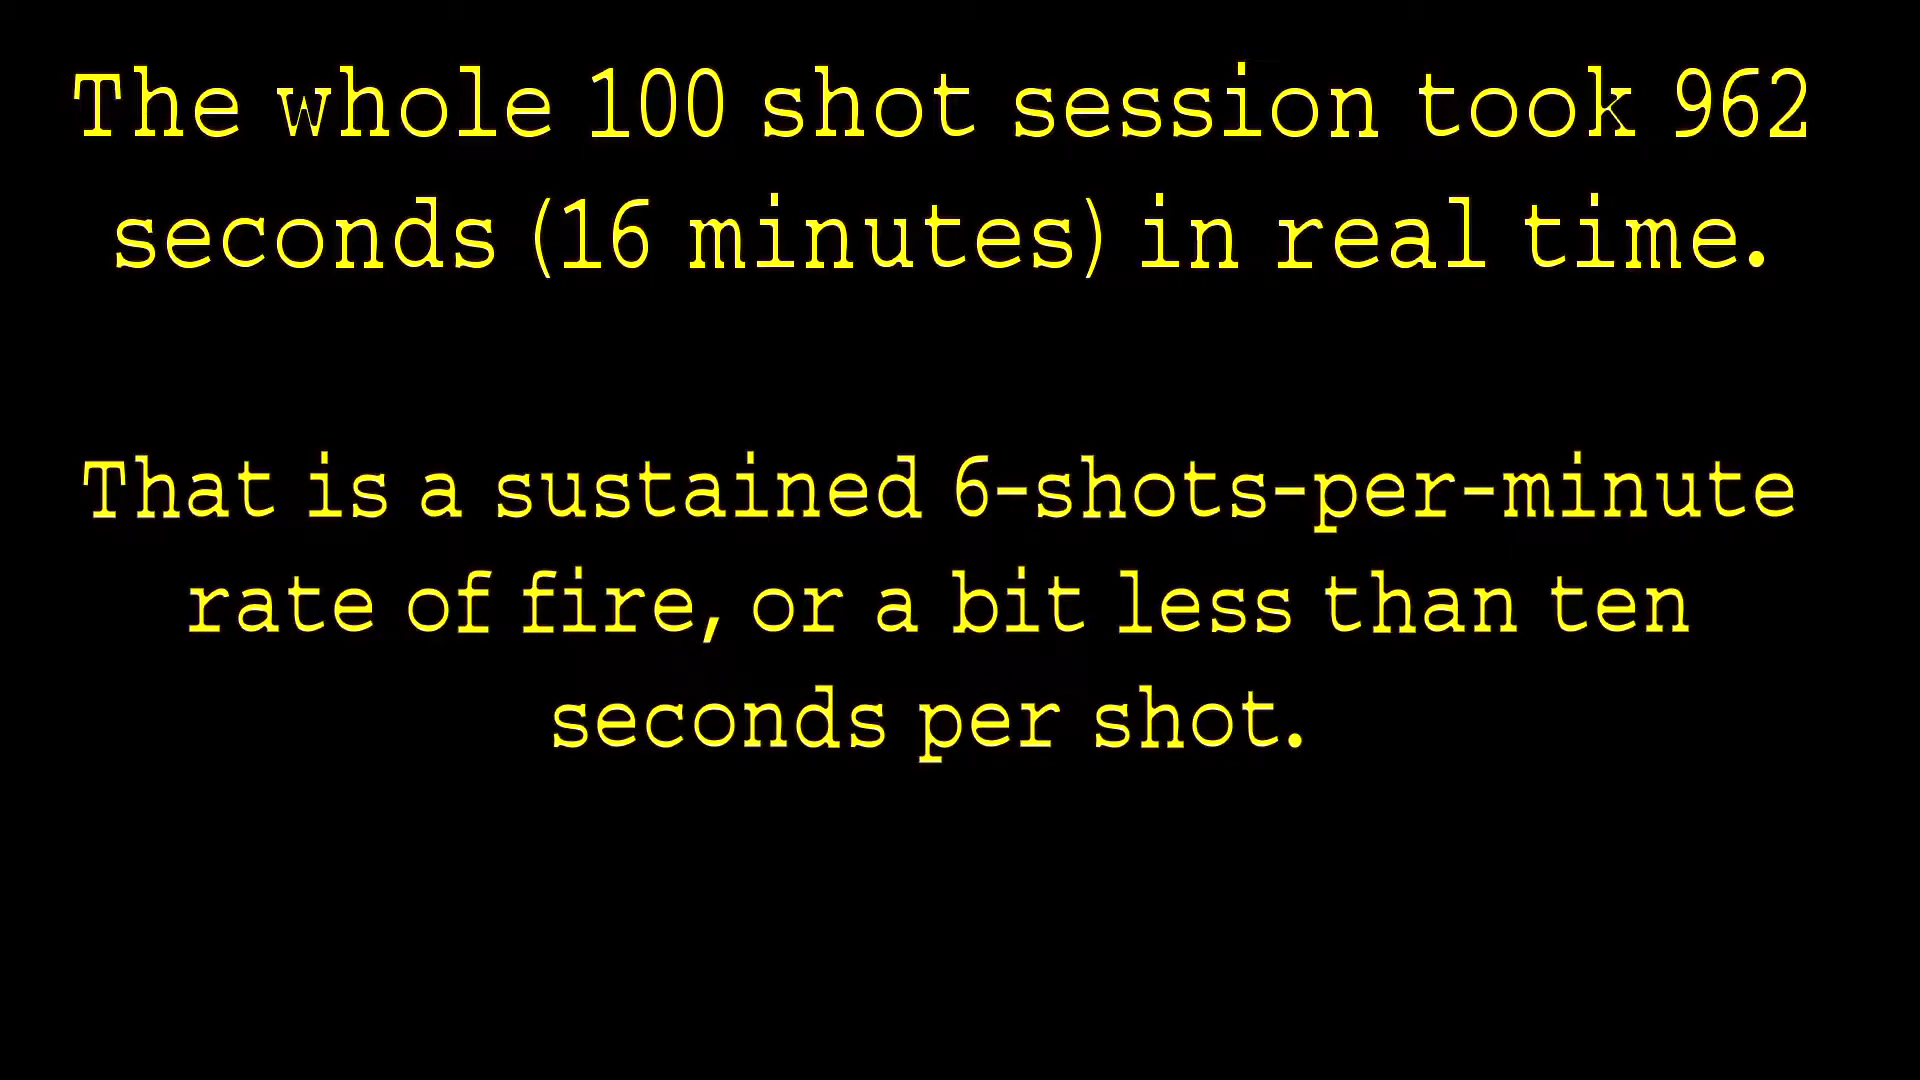 The whole 100 shot session took 962
seconds (16 minutes) in real time.
That is a sustained 6-shots-per-minute
rate of fire, or a bit less than ten
seconds per shot.